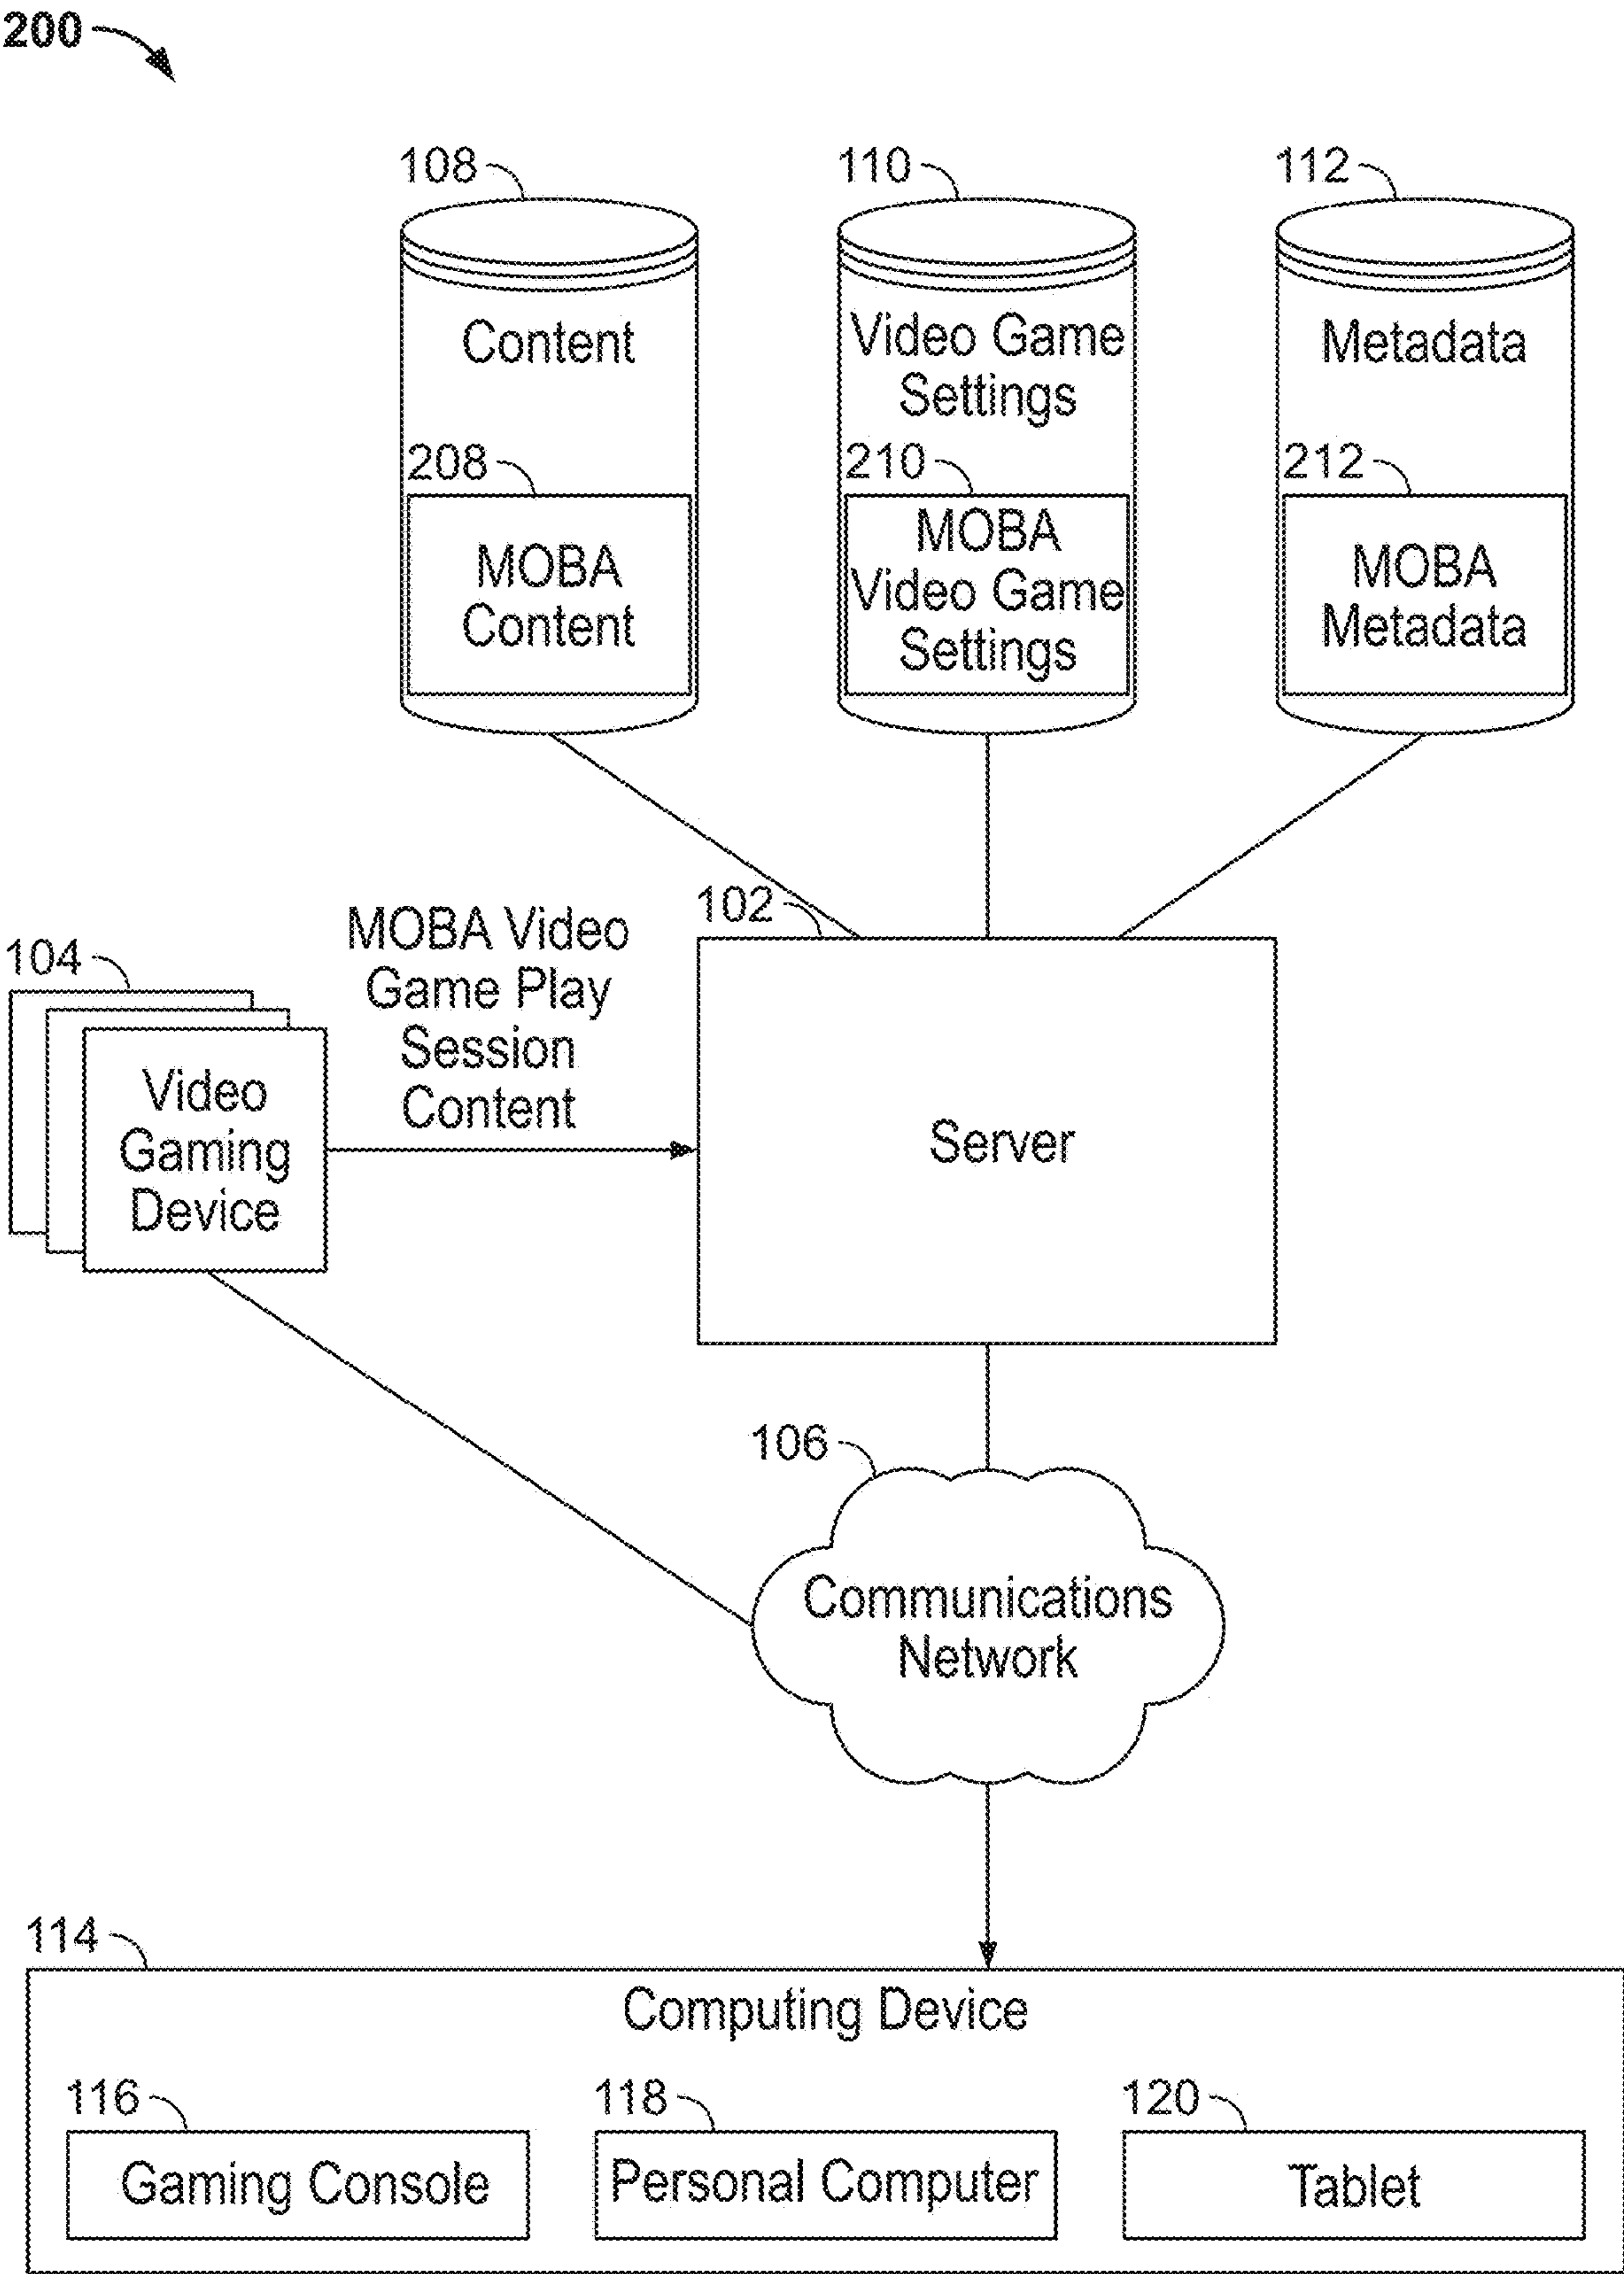 200
108
110
112
Content
Video Game
Settings
Metadata
208
210
212
MOBA
Content
MOBA
Video Game
Settings
MOBA
Metadata
102
104
MOBA Video
Game Play
Session
Content
Video
Gaming
Device
Server
106
Communications
Network
114
Computing Device
116
118
120
Gaming Console
Personal Computer
Tablet